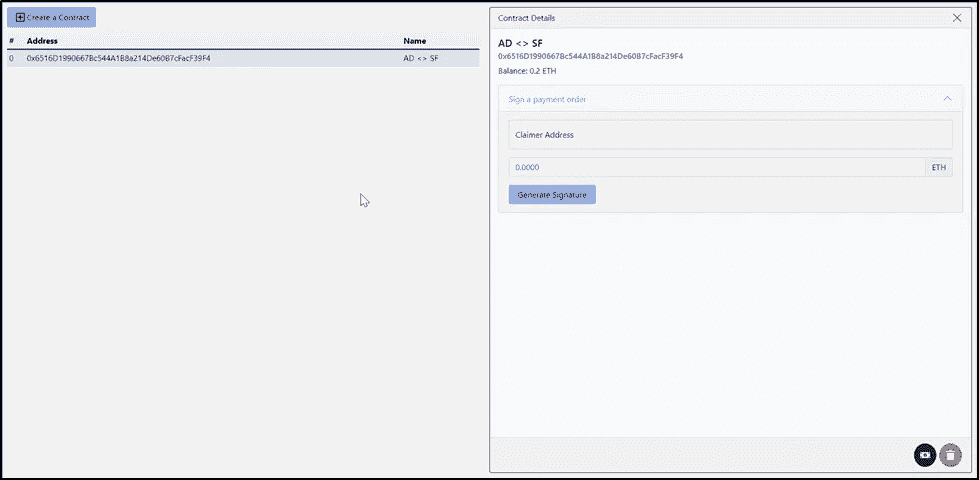 Create a Contract
# Address Name
0 0x6516D1990667Bc544A1B8a214De60B7cFacF39F4 AD <> SF
Contract Details
AD <> SF
0x6516D1990667Bc544A1B8a214De60B7cFacF39F4
Balance: 0.2 ETH
Sign a payment order
Claimer Address
0.0000 ETH
Generate Signature